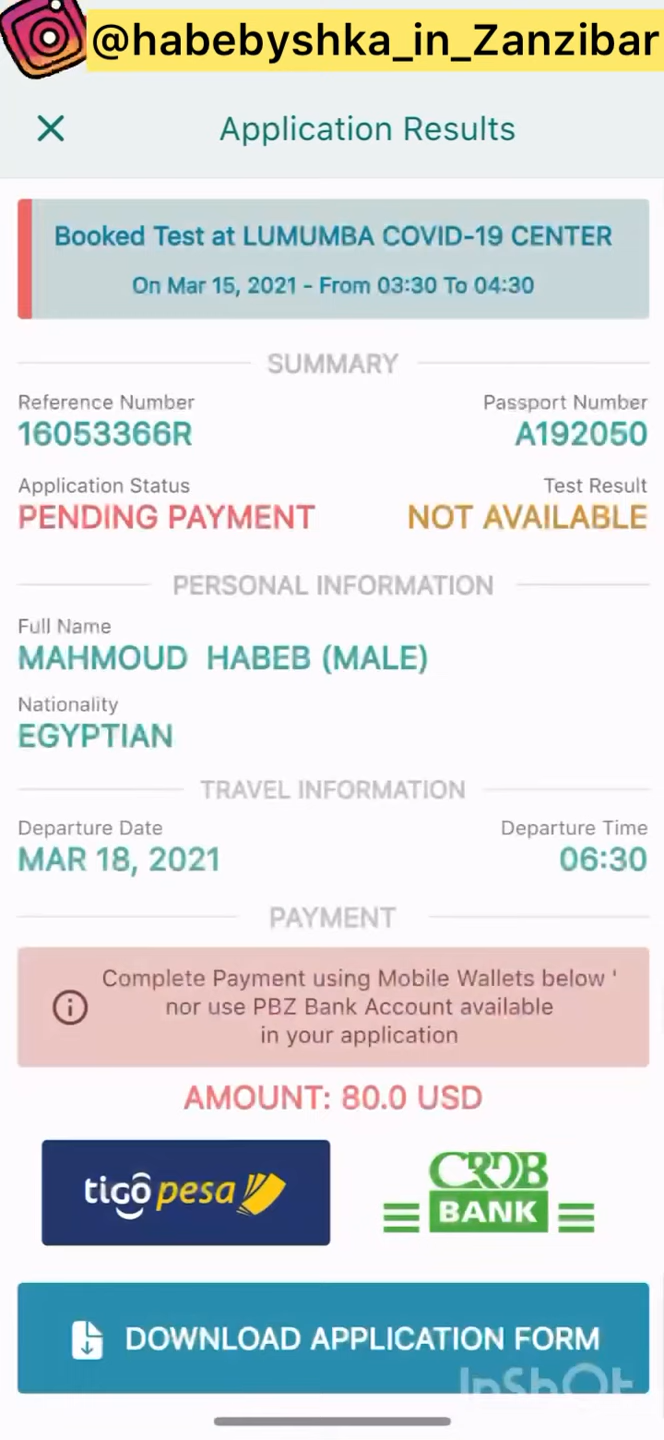 @habebyshka_in_Zanzibar
Application Results
Booked Test at LUMUMBA COVID-19 CENTER
On Mar 15, 2021 - From 03:30 To 04:30
SUMMARY
Reference Number
Passport Number
16053366R
A192050
Application Status
Test Result
PENDING PAYMENT
NOT AVAILABLE
PERSONAL INFORMATION
Full Name
MAHMOUD HABEB (MALE)
Nationality
EGYPTIAN
TRAVEL INFORMATION
Departure Date
Departure Time
MAR 18, 2021
06:30
PAYMENT
Complete Payment using Mobile Wallets below '
nor use PBZ Bank Account available
in your application
AMOUNT: 80.0 USD
tigo pesa
CRDB
BANK
DOWNLOAD APPLICATION FORM
InShOt